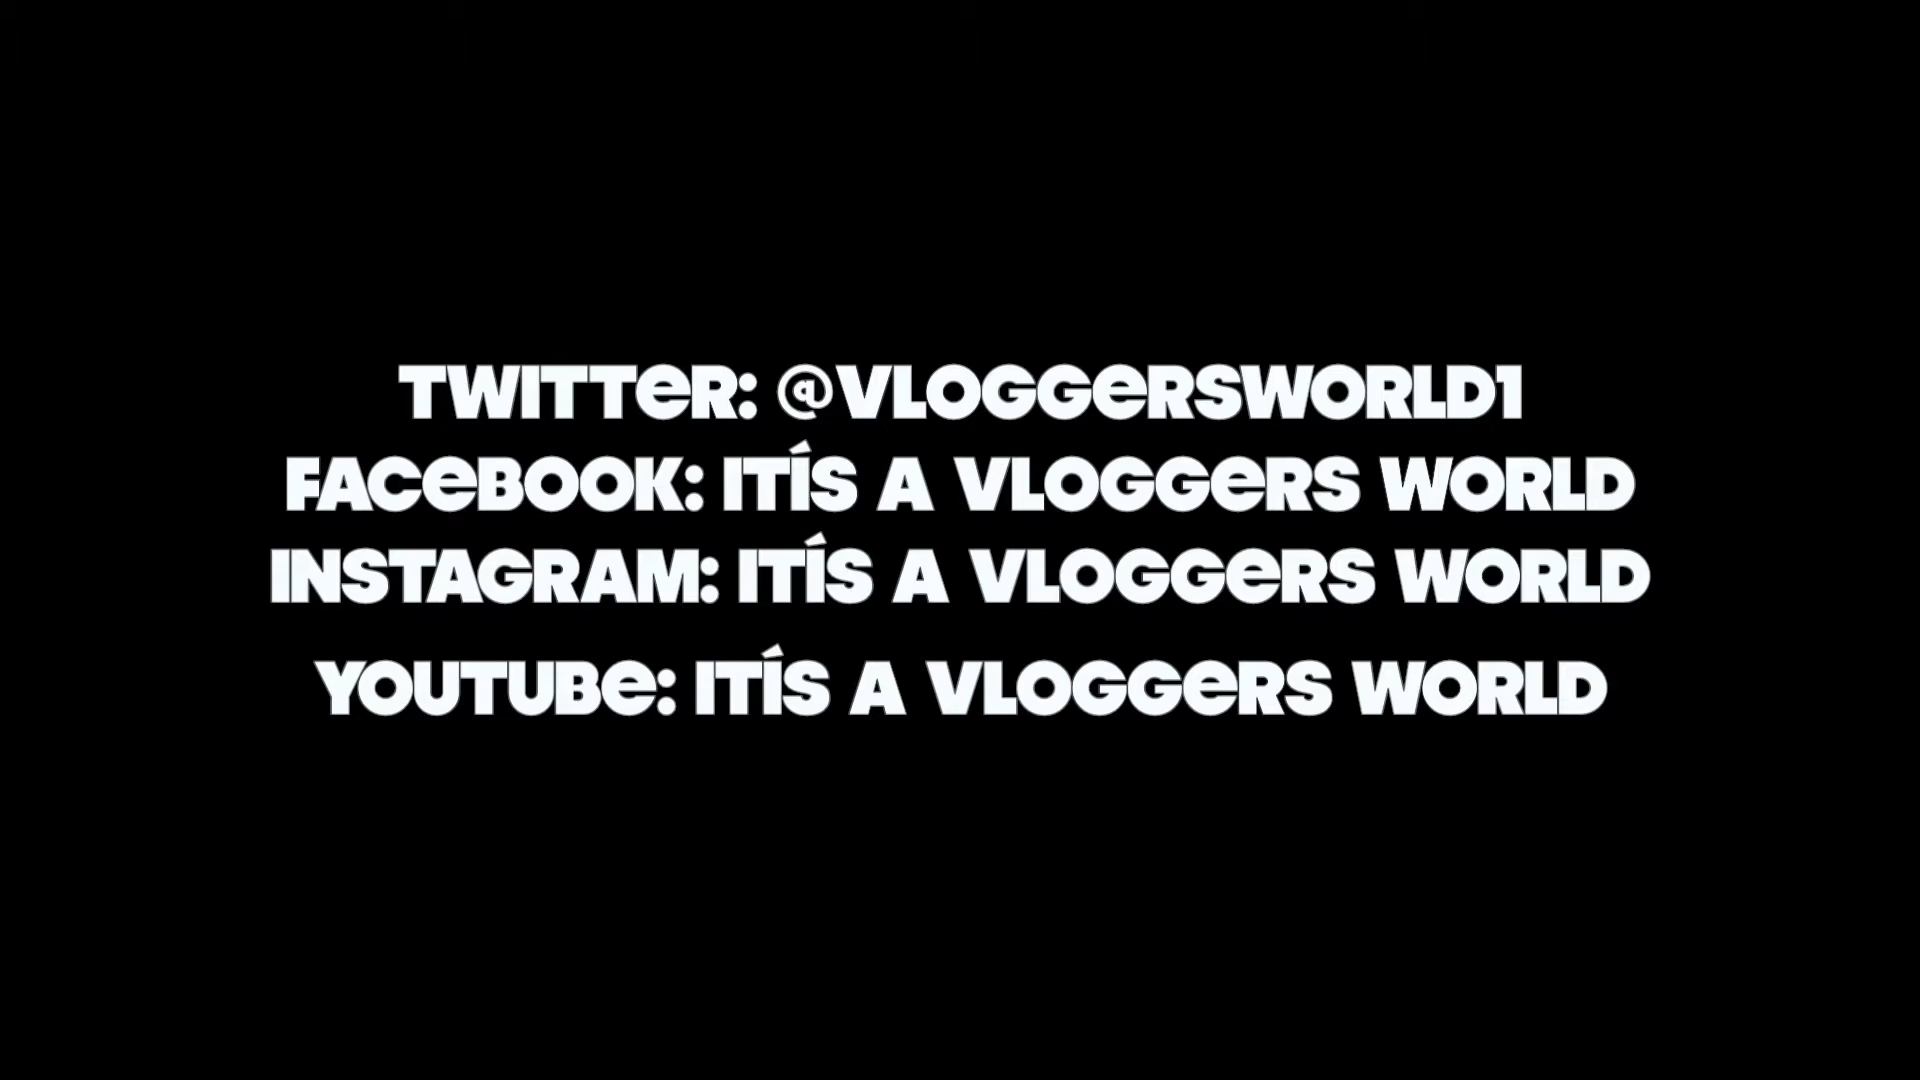 TWITTeR: @VLOGGeRSWORLD1
FACeBOOK: ITÍS A VLOGGeRS WORLD
INSTAGRAM: ITÍS A VLOGGeRS WORLD
YOUTUBe: ITÍS A VLOGGeRS WORLD